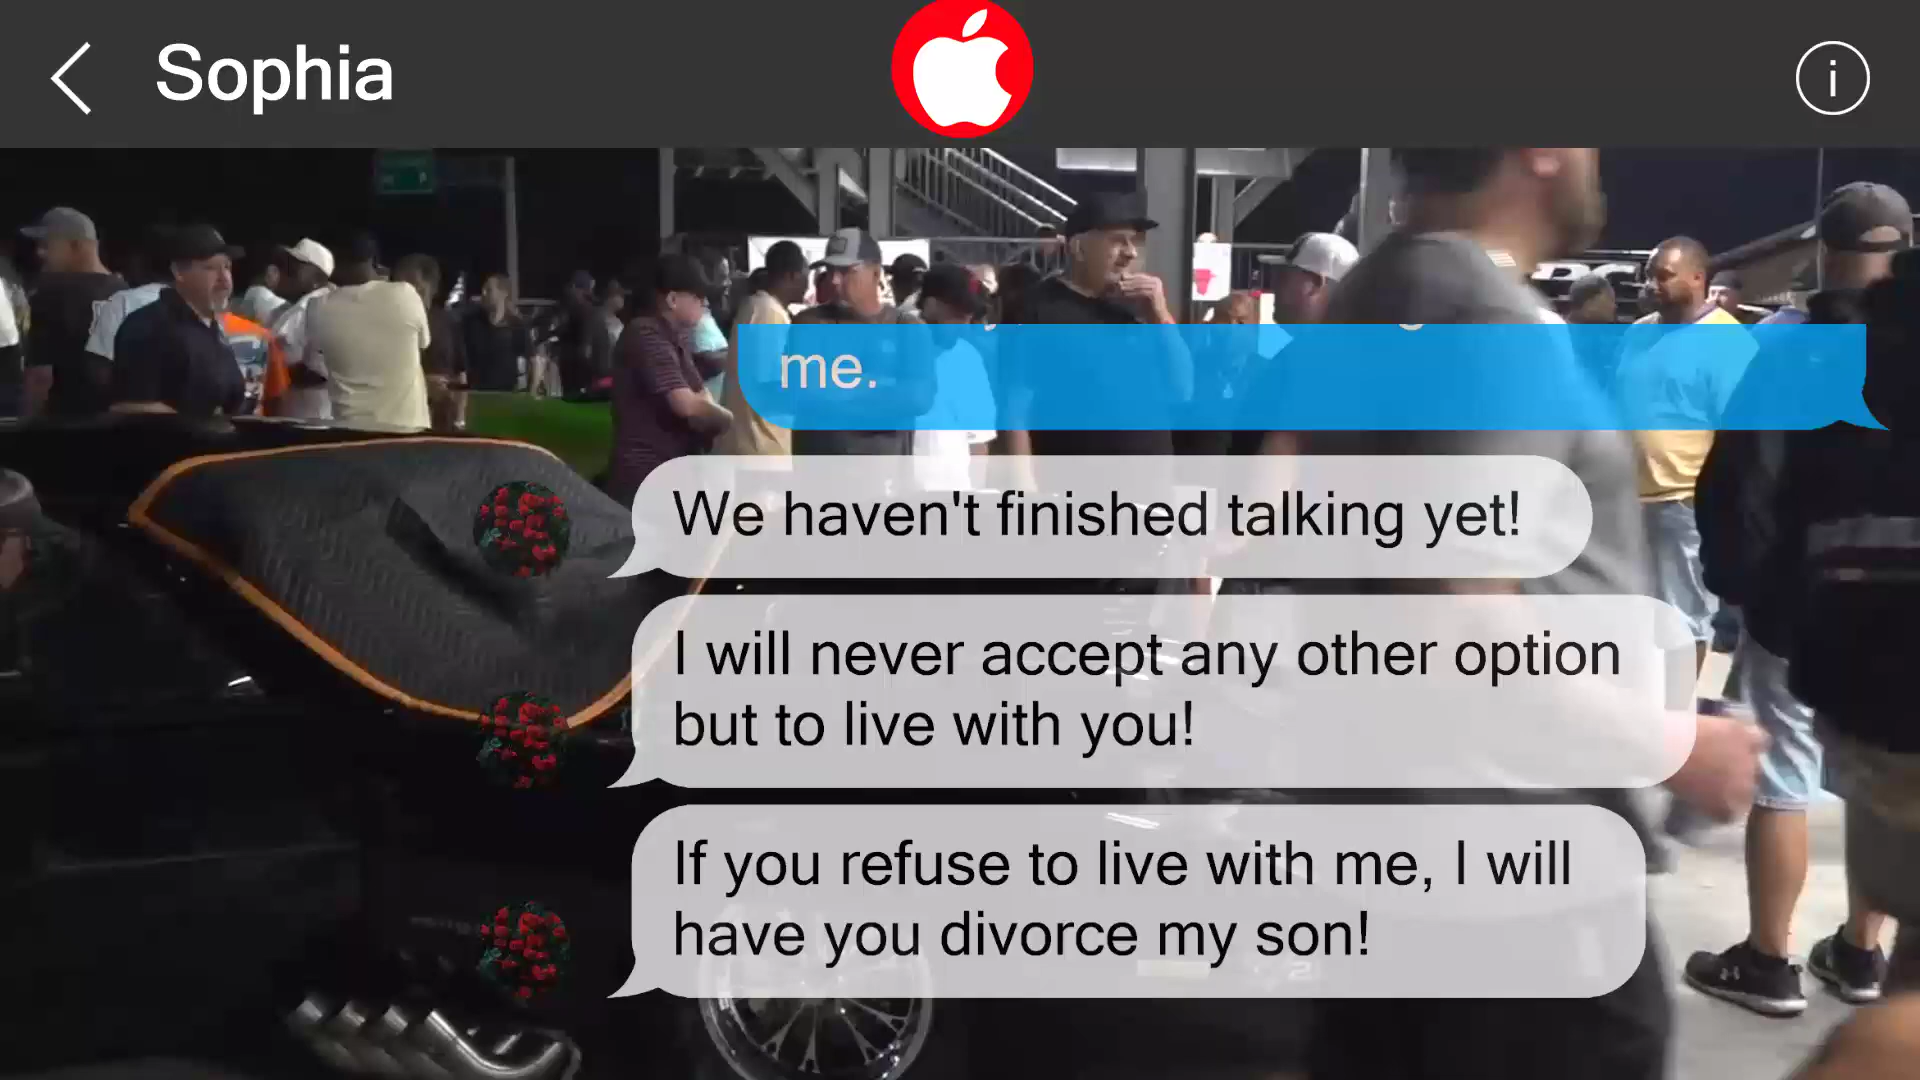 Sophia
me.
We haven't finished talking yet!
I will never accept any other option
but to live with you!
If you refuse to live with me, I will
have you divorce my son!